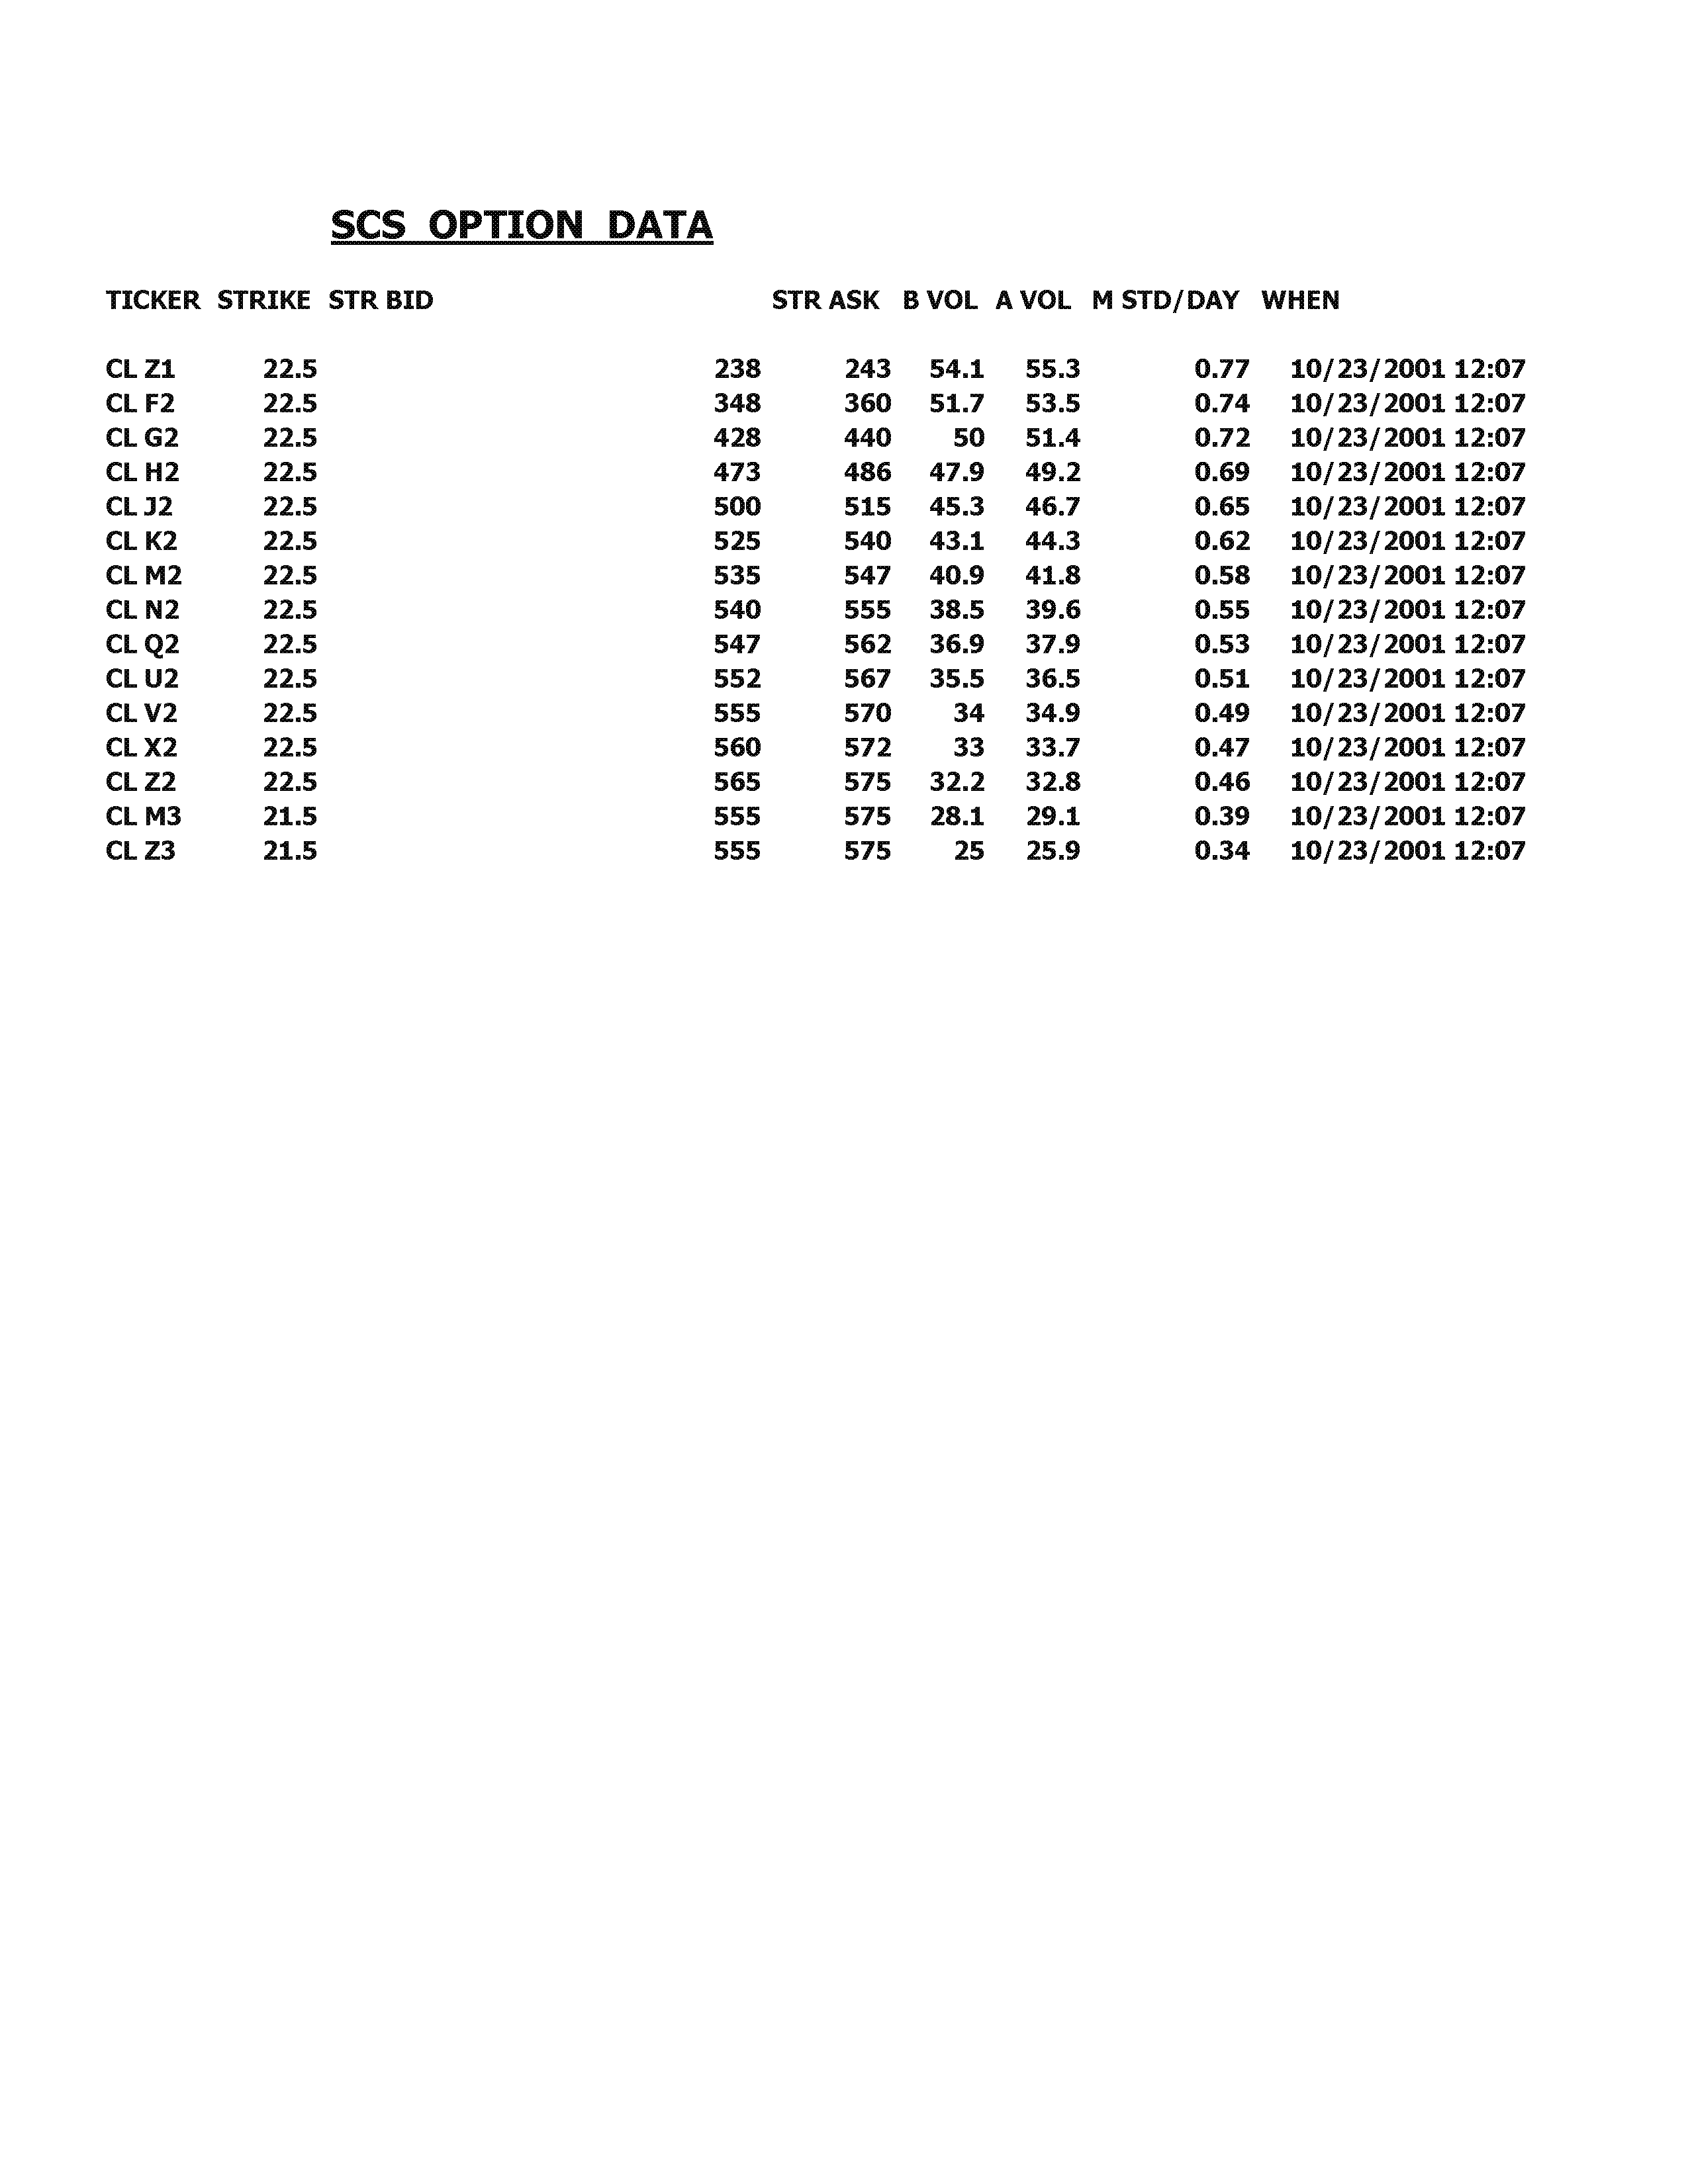 SCS OPTION DATA
TICKER STRIKE STR BID STR ASK B VOL A VOL M STD/DAY WHEN
CL Z1 22.5 238 243 54.1 55.3 0.77 10/23/2001 12:07
CL F2 22.5 348 360 51.7 53.5 0.74 10/23/2001 12:07
CL G2 22.5 428 440 50 51.4 0.72 10/23/2001 12:07
CL H2 22.5 473 486 47.9 49.2 0.69 10/23/2001 12:07
CL J2 22.5 500 515 45.3 46.7 0.65 10/23/2001 12:07
CL K2 22.5 525 540 43.1 44.3 0.62 10/23/2001 12:07
CL M2 22.5 535 547 40.9 41.8 0.58 10/23/2001 12:07
CL N2 22.5 540 555 38.5 39.6 0.55 10/23/2001 12:07
CL Q2 22.5 547 562 36.9 37.9 0.53 10/23/2001 12:07
CL U2 22.5 552 567 35.5 36.5 0.51 10/23/2001 12:07
CL V2 22.5 555 570 34 34.9 0.49 10/23/2001 12:07
CL X2 22.5 560 572 33 33.7 0.47 10/23/2001 12:07
CL Z2 22.5 565 575 32.2 32.8 0.46 10/23/2001 12:07
CL M3 21.5 555 575 28.1 29.1 0.39 10/23/2001 12:07
CL Z3 21.5 555 575 25 25.9 0.34 10/23/2001 12:07